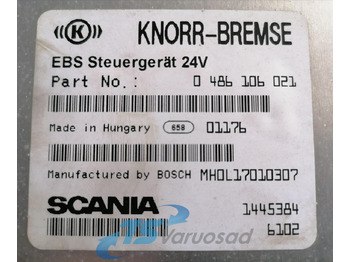 K KNORR-BREMSE
EBS Steuergerät 24V
Part No.: 0 486 106 021
Made in Hungary 658 01176
Manufactured by BOSCH MH0L17010307
SCANIA 1445384
6102
Varuosad